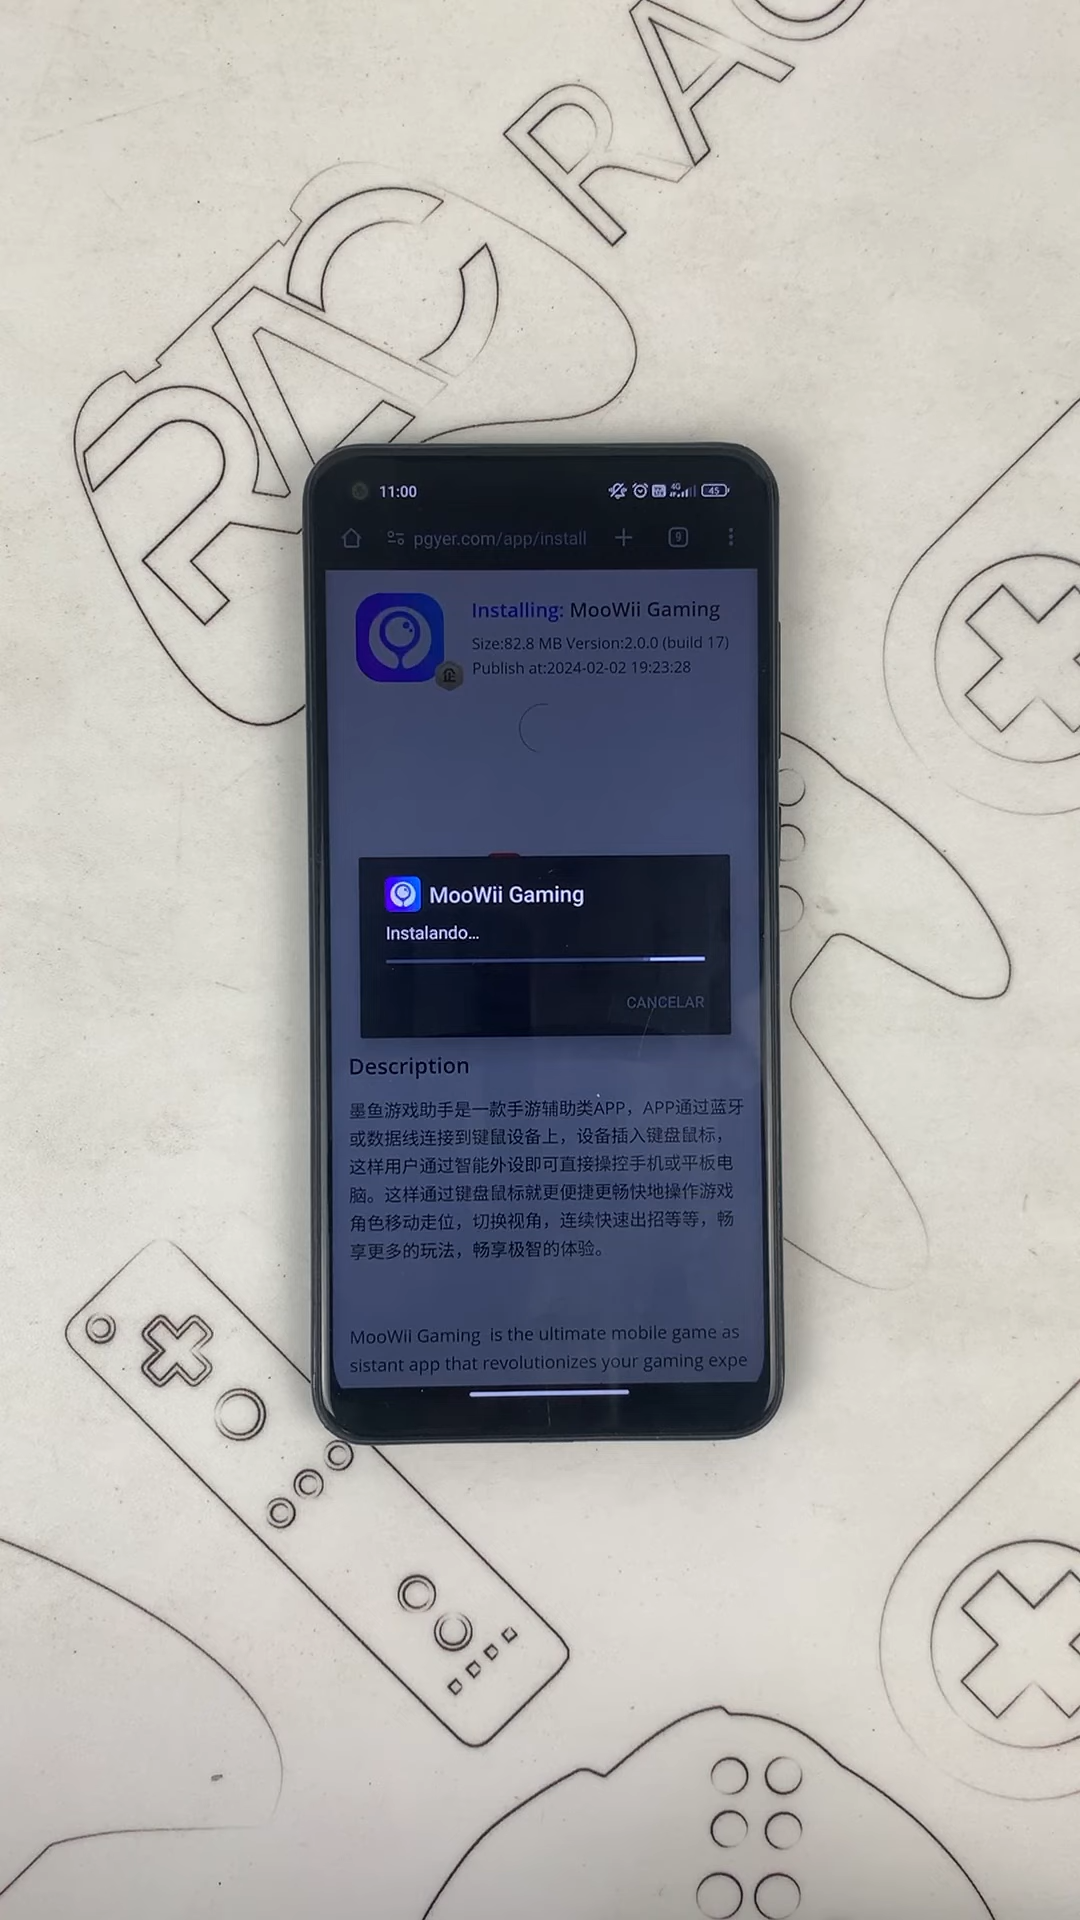 RAC
RAC
11:00
4G
45
pgyer.com/app/install
9
Installing: MooWii Gaming
Size:82.8 MB Version:2.0.0 (build 17)
企
Publish at:2024-02-02 19:23:28
MooWii Gaming
Instalando...
CANCELAR
Description
墨鱼游戏助手是一款手游辅助类APP，APP通过蓝牙
或数据线连接到键鼠设备上，设备插入键盘鼠标，
这样用户通过智能外设即可直接操控手机或平板电
脑。这样通过键盘鼠标就更便捷更畅快地操作游戏
角色移动走位，切换视角，连续快速出招等等，畅
享更多的玩法，畅享极智的体验。
MooWii Gaming is the ultimate mobile game as
sistant app that revolutionizes your gaming expe